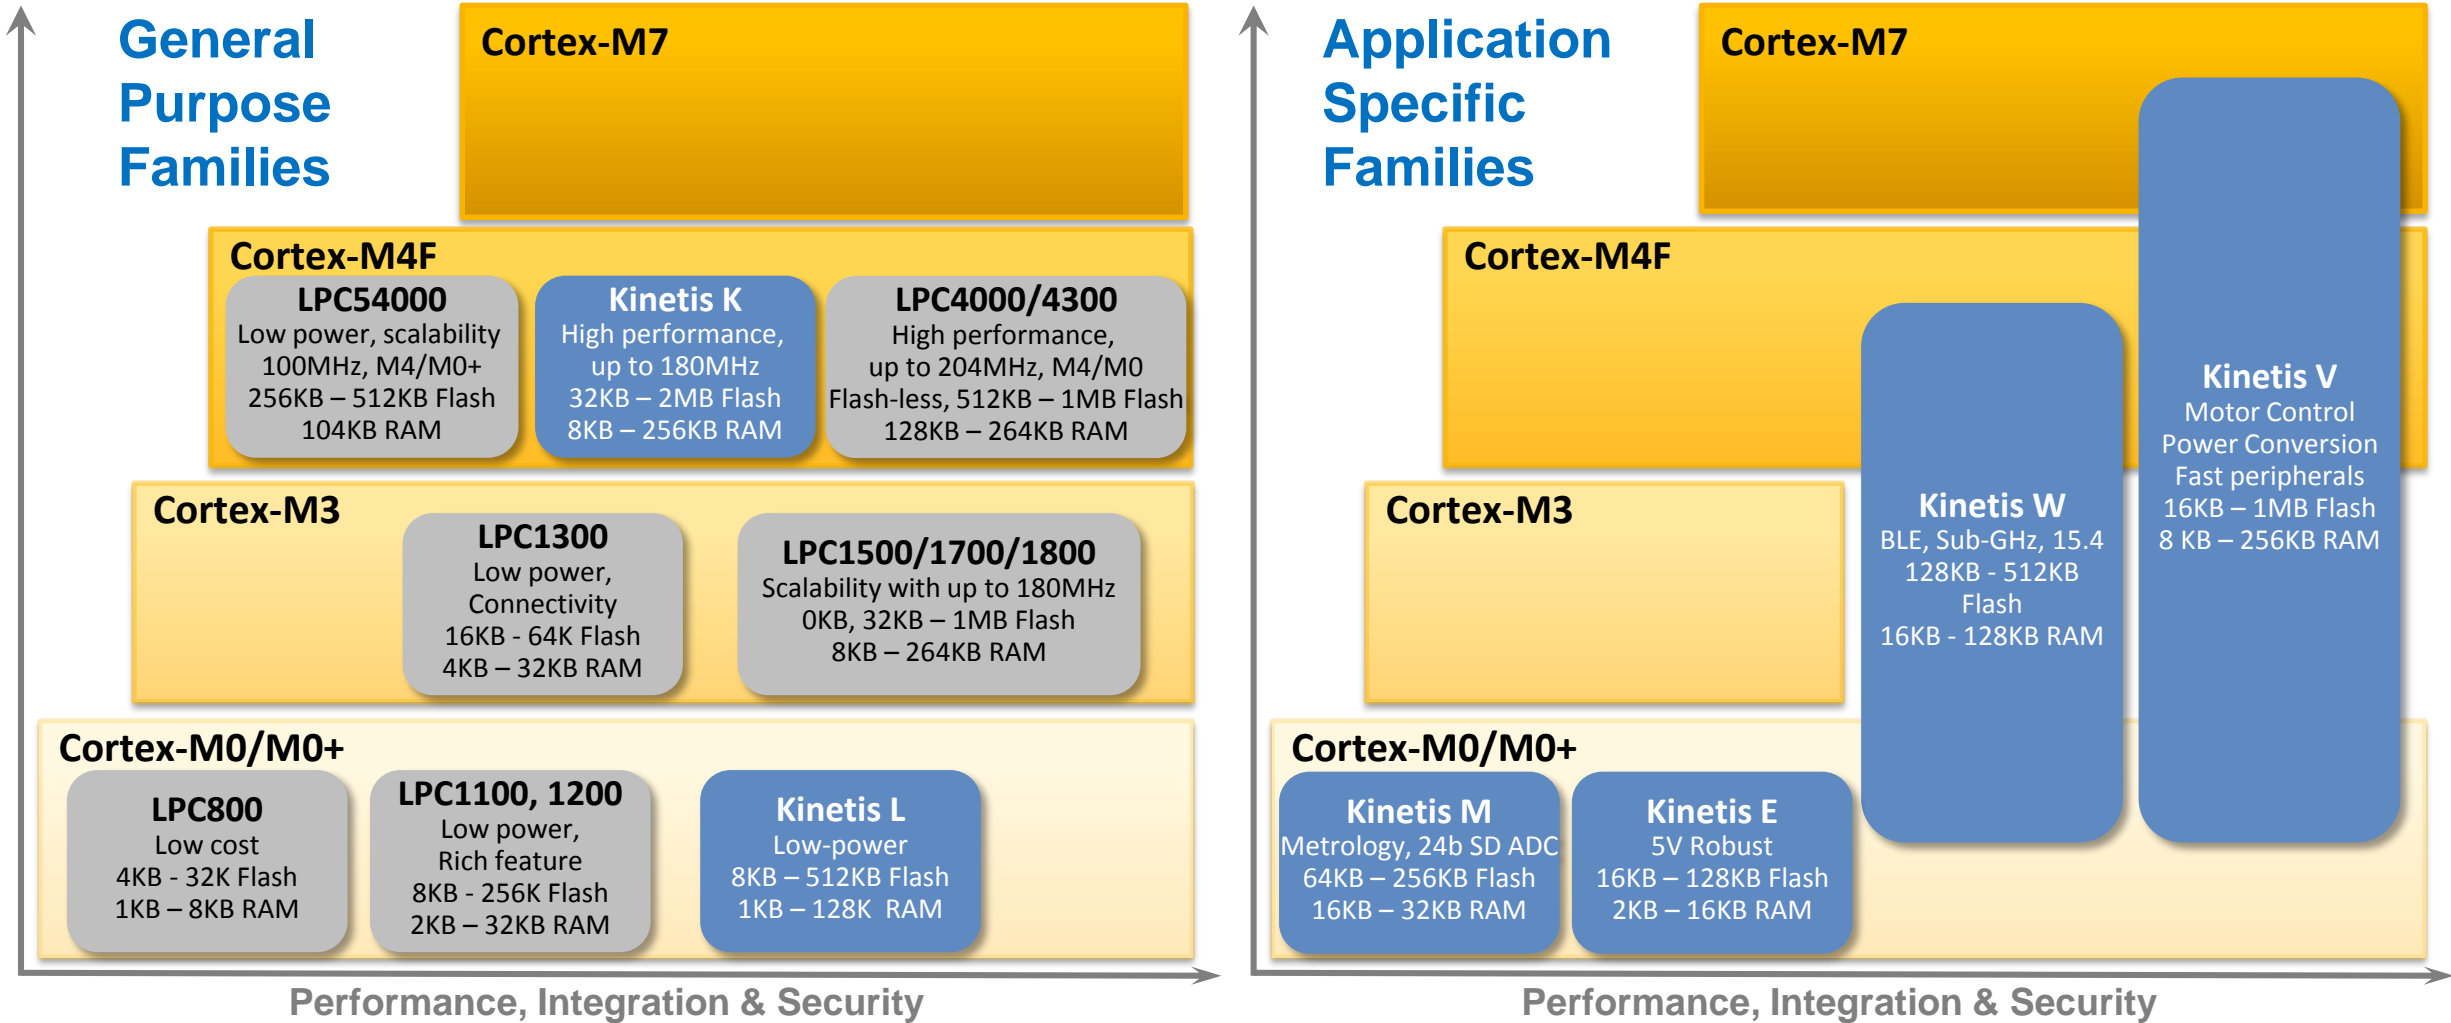 General
Purpose
Families
Cortex-M7
Cortex-M4F
LPC54000
Low power, scalability
100MHz, M4/M0+
256KB – 512KB Flash
104KB RAM
Kinetis K
High performance,
up to 180MHz
32KB – 2MB Flash
8KB – 256KB RAM
LPC4000/4300
High performance,
up to 204MHz, M4/M0
Flash-less, 512KB – 1MB Flash
128KB – 264KB RAM
Cortex-M3
LPC1300
Low power,
Connectivity
16KB - 64K Flash
4KB – 32KB RAM
LPC1500/1700/1800
Scalability with up to 180MHz
0KB, 32KB – 1MB Flash
8KB – 264KB RAM
Cortex-M0/M0+
LPC800
Low cost
4KB - 32K Flash
1KB – 8KB RAM
LPC1100, 1200
Low power,
Rich feature
8KB - 256K Flash
2KB – 32KB RAM
Kinetis L
Low-power
8KB – 512KB Flash
1KB – 128K  RAM
Performance, Integration & Security
Application
Specific
Families
Cortex-M7
Cortex-M4F
Cortex-M3
Cortex-M0/M0+
Kinetis M
Metrology, 24b SD ADC
64KB – 256KB Flash
16KB – 32KB RAM
Kinetis E
5V Robust
16KB – 128KB Flash
2KB – 16KB RAM
Kinetis W
BLE, Sub-GHz, 15.4
128KB - 512KB
Flash
16KB - 128KB RAM
Kinetis V
Motor Control
Power Conversion
Fast peripherals
16KB – 1MB Flash
8 KB – 256KB RAM
Performance, Integration & Security